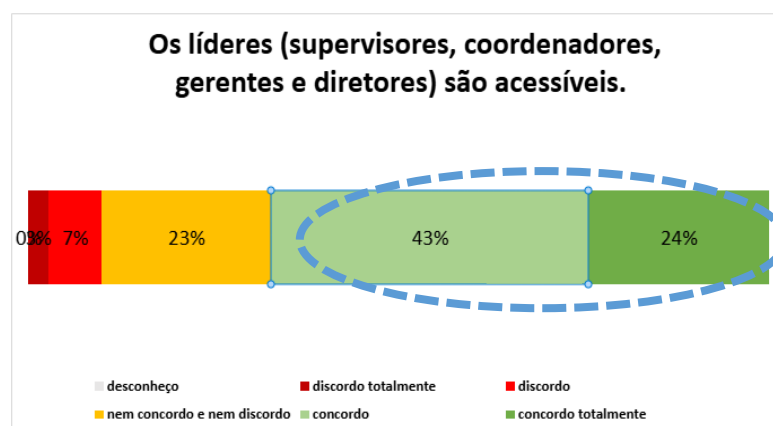 Os líderes (supervisores, coordenadores,
gerentes e diretores) são acessíveis.
7% 23% 43% 24%
desconheço discordo totalmente discordo
nem concordo e nem discordo concordo concordo totalmente